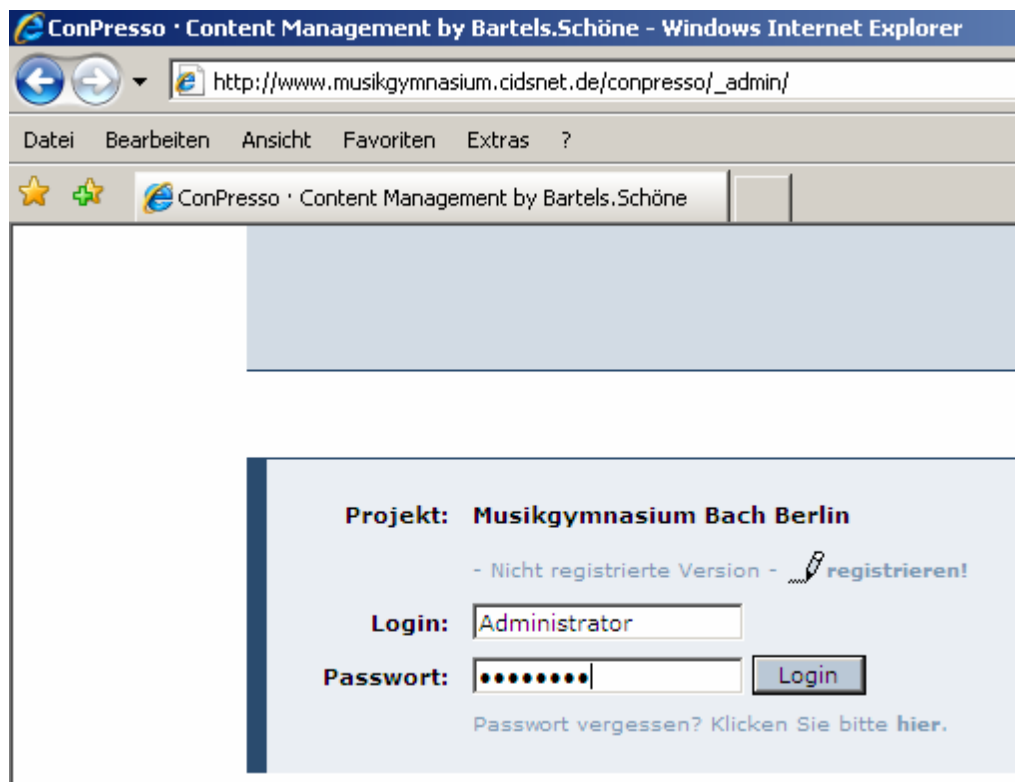 ConPresso · Content Management by Bartels.Schöne - Windows Internet Explorer
http://www.musikgymnasium.cidsnet.de/conpresso/_admin/
Datei Bearbeiten Ansicht Favoriten Extras ?
ConPresso · Content Management by Bartels.Schöne
Projekt: Musikgymnasium Bach Berlin
- Nicht registrierte Version - registrieren!
Login: Administrator
Passwort: •••••••• Login
Passwort vergessen? Klicken Sie bitte hier.